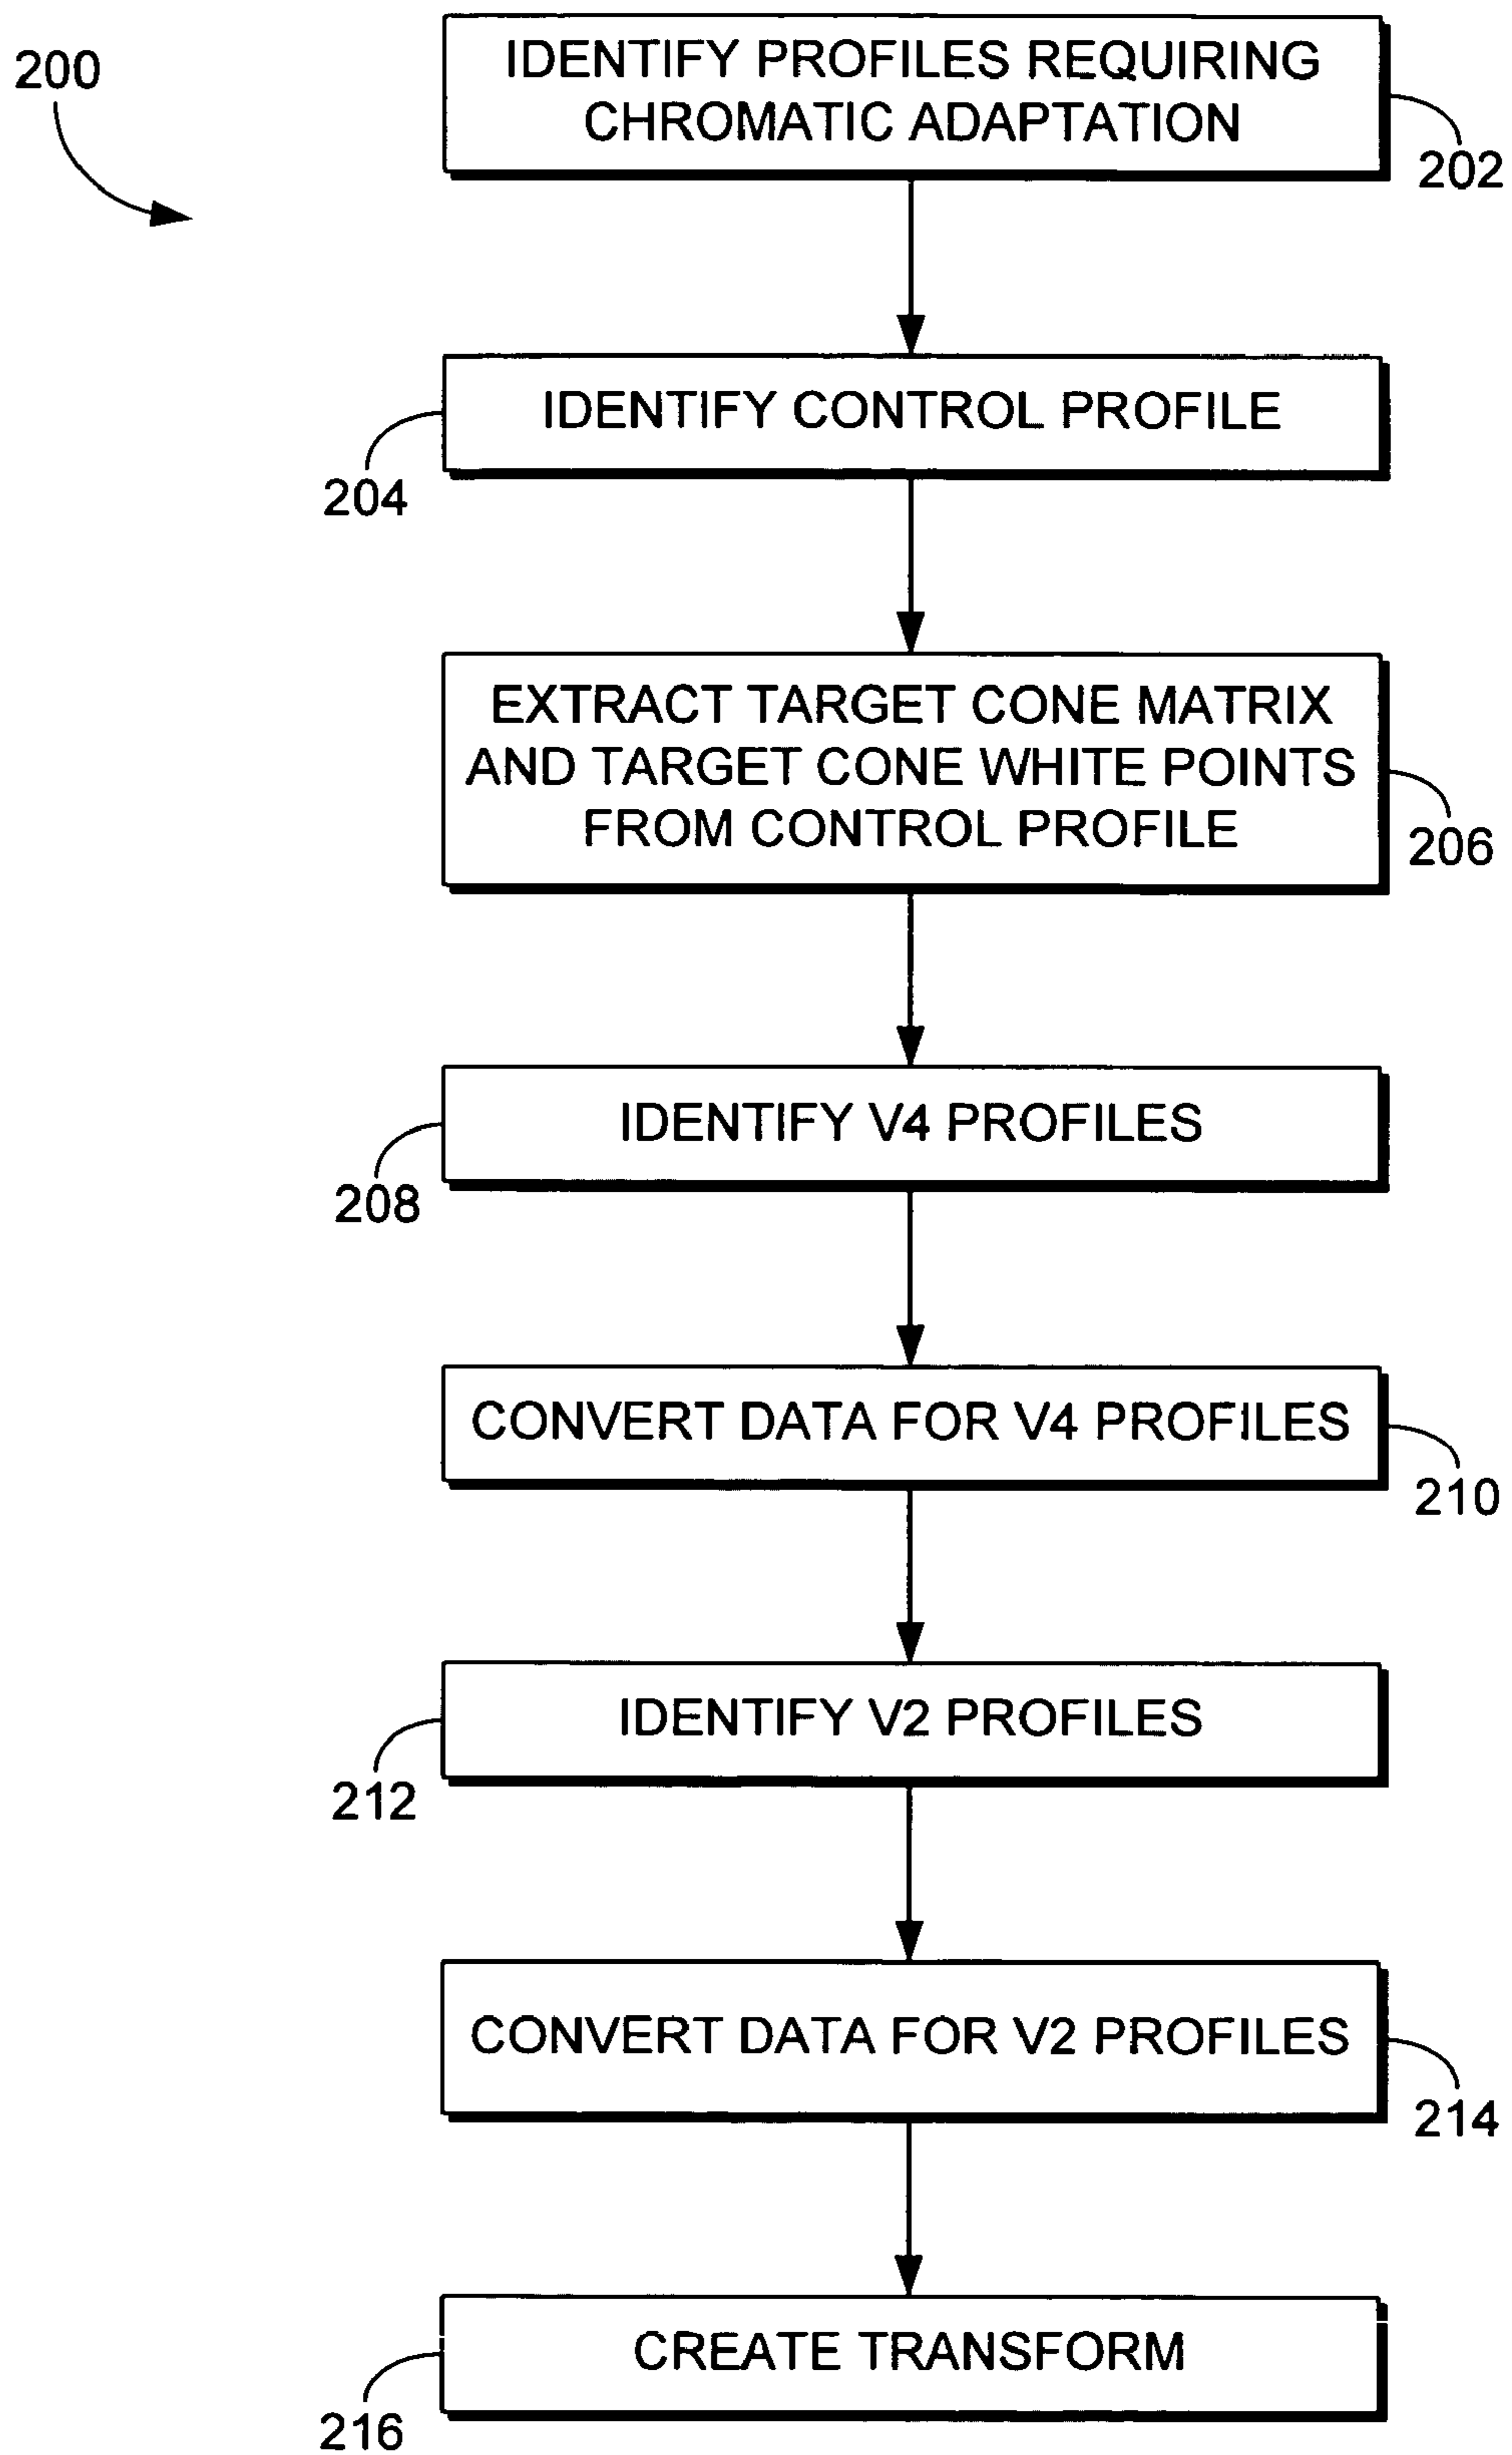 200
IDENTIFY PROFILES REQUIRING
CHROMATIC ADAPTATION
202
IDENTIFY CONTROL PROFILE
204
EXTRACT TARGET CONE MATRIX
AND TARGET CONE WHITE POINTS
FROM CONTROL PROFILE
206
IDENTIFY V4 PROFILES
208
CONVERT DATA FOR V4 PROFILES
210
IDENTIFY V2 PROFILES
212
CONVERT DATA FOR V2 PROFILES
214
CREATE TRANSFORM
216